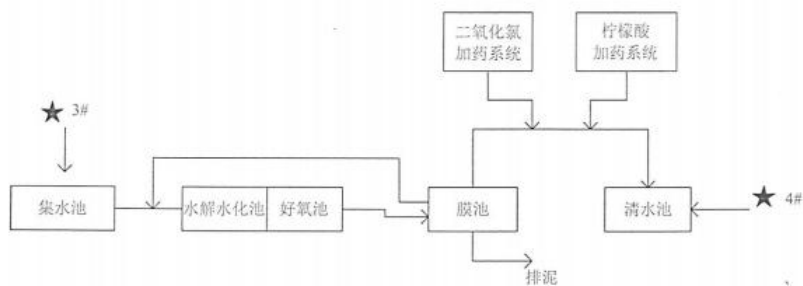 二氧化氯
加药系统
柠檬酸
加药系统
3#
集水池
水解水化池
好氧池
膜池
清水池
4#
排泥